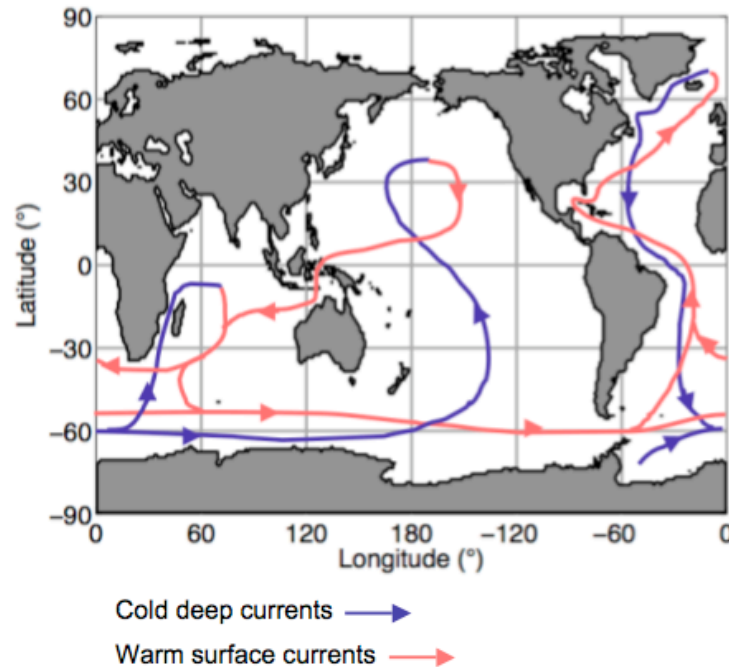 90
60
30
0
−30
−60
−90
Latitude (°)
0 60 120 180 −120 −60 0
Longitude (°)
Cold deep currents
Warm surface currents